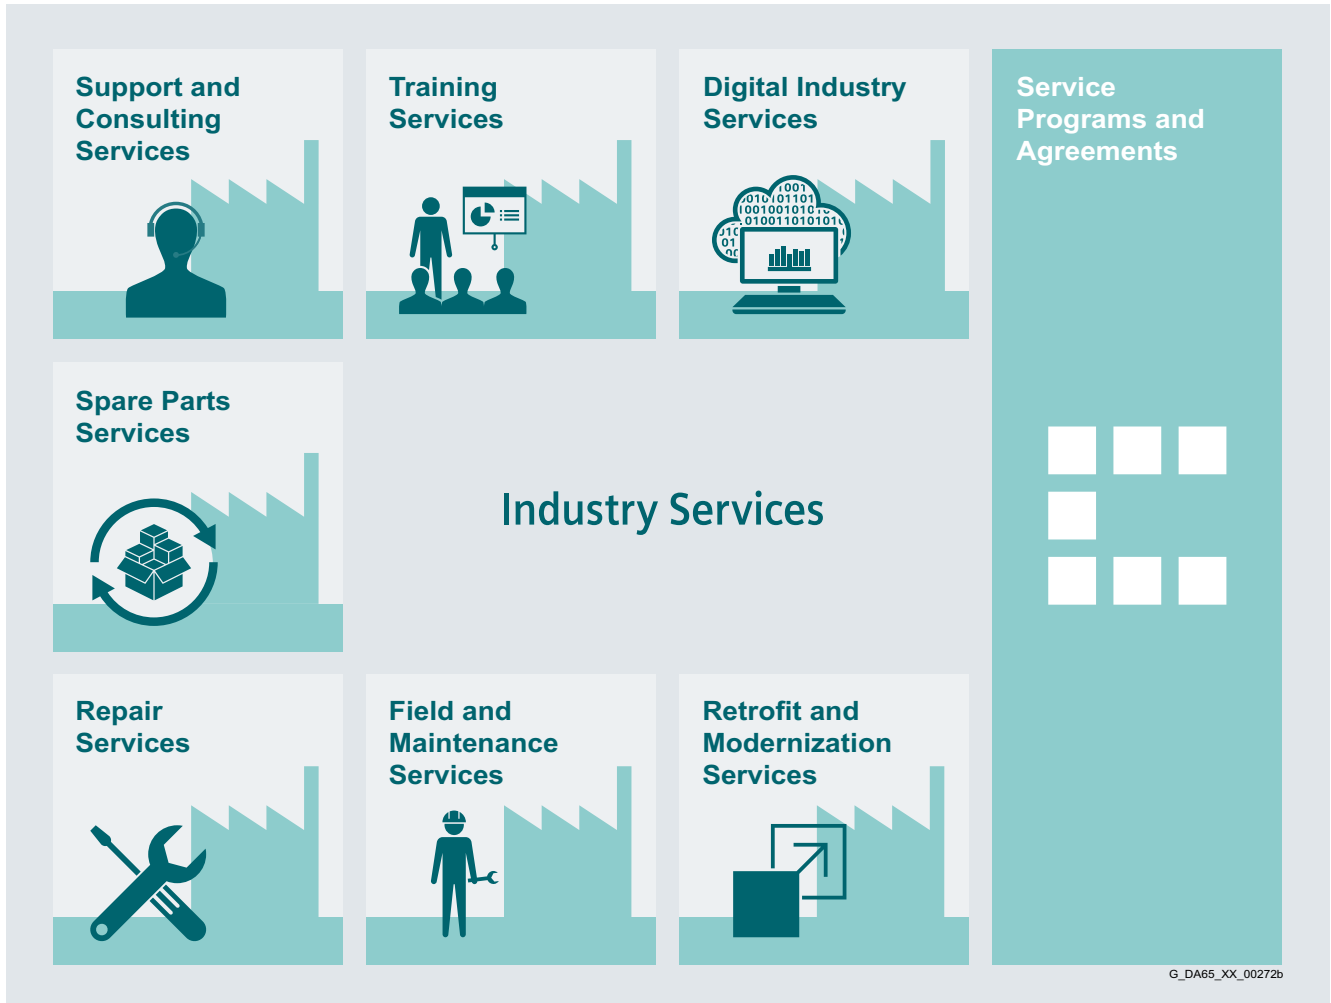 Support and
Consulting
Services
Training
Services
Digital Industry
Services
Service
Programs and
Agreements
Spare Parts
Services
Industry Services
Repair
Services
Field and
Maintenance
Services
Retrofit and
Modernization
Services
G_DA65_XX_00272b